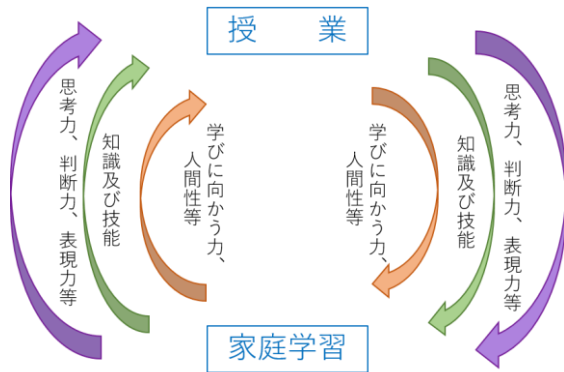 授　業
思考力、判断力、表現力等
知識及び技能
学びに向かう力、
人間性等
学びに向かう力、
人間性等
知識及び技能
思考力、判断力、表現力等
家庭学習